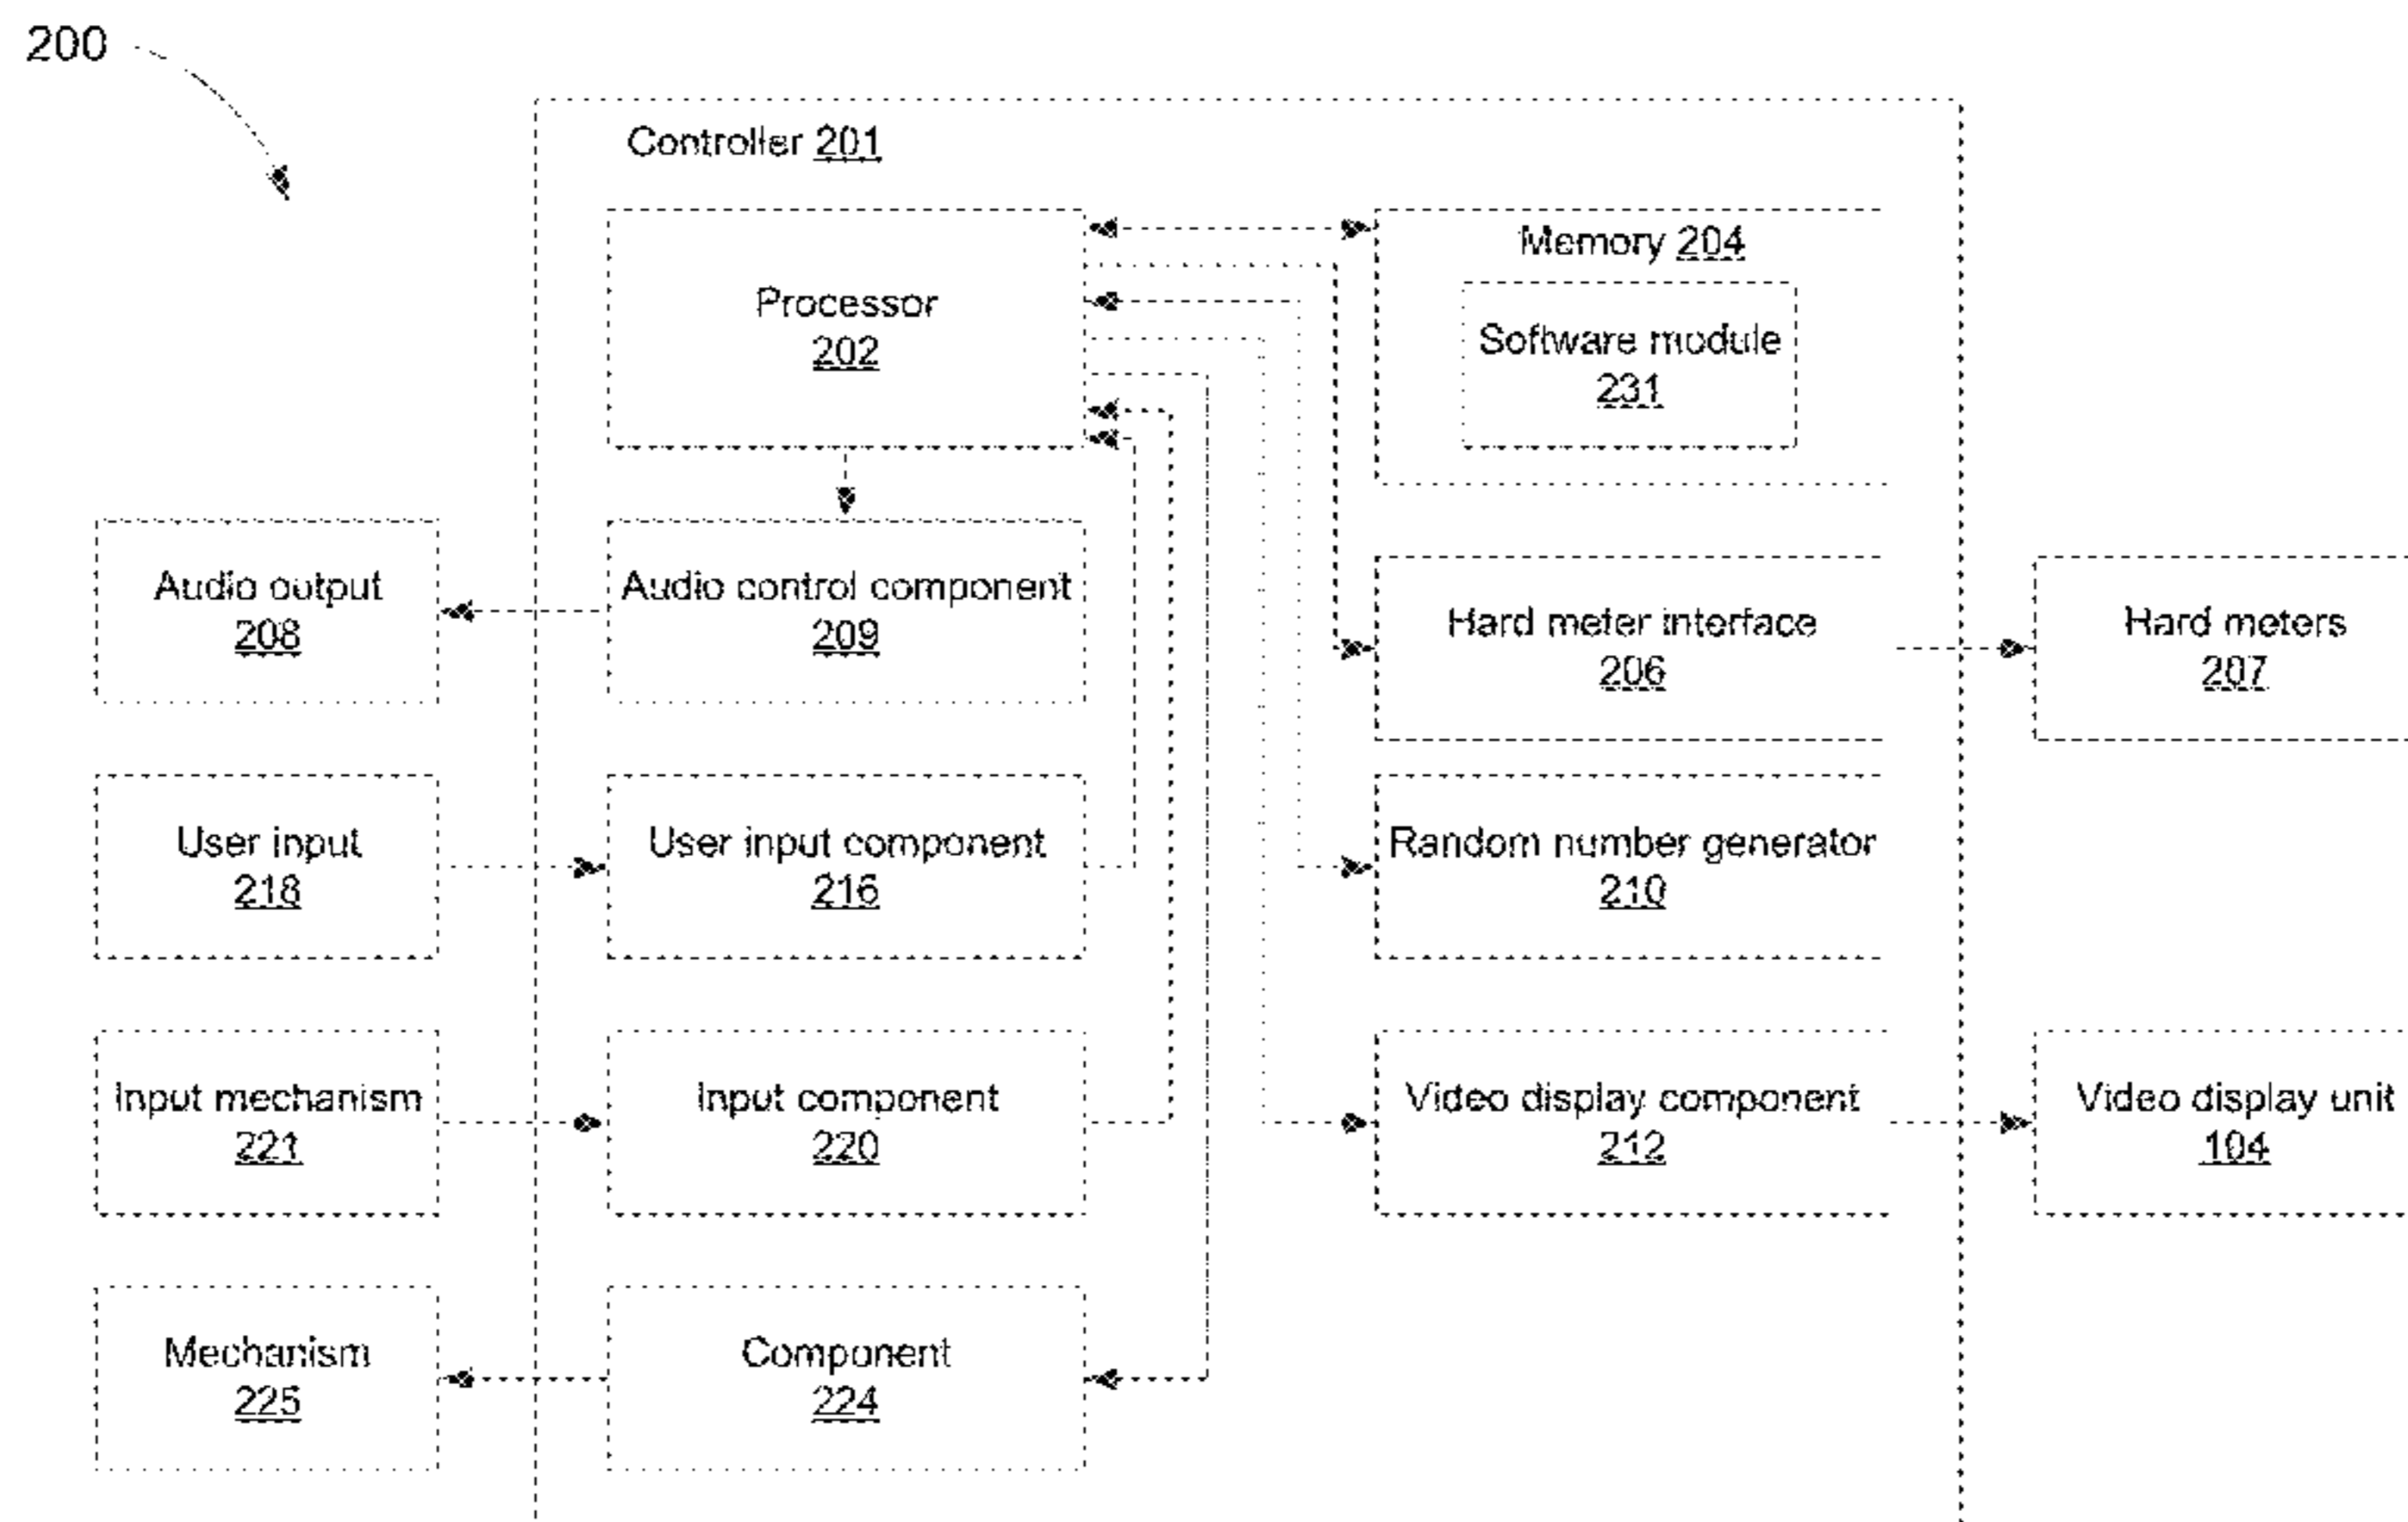 200
Controller 201
Processor
202
Memory 204
Software module
231
Audio output
208
Audio control component
209
Hard meter interface
206
Hard meters
207
User input
218
User input component
216
Random number generator
210
Input mechanism
221
Input component
220
Video display component
212
Video display unit
104
Mechanism
225
Component
224